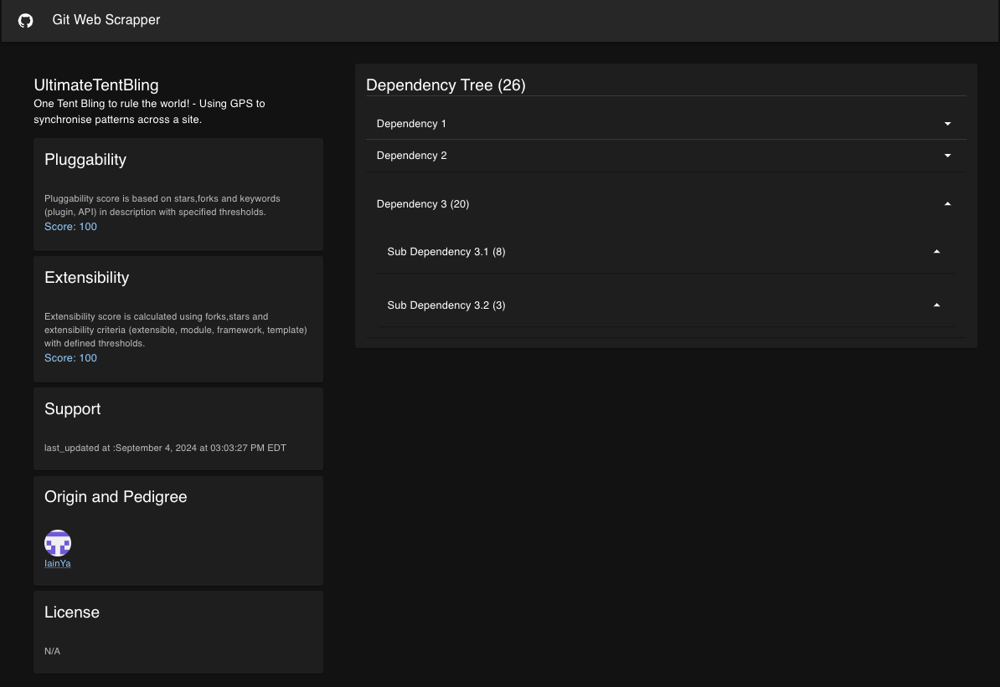 Git Web Scrapper
UltimateTentBling
One Tent Bling to rule the world! - Using GPS to
synchronise patterns across a site.
Pluggability
Pluggability score is based on stars,forks and keywords
(plugin, API) in description with specified thresholds.
Score: 100
Extensibility
Extensibility score is calculated using forks,stars and
extensibility criteria (extensible, module, framework, template)
with defined thresholds.
Score: 100
Support
last_updated at :September 4, 2024 at 03:03:27 PM EDT
Origin and Pedigree
IainYa
License
N/A
Dependency Tree (26)
Dependency 1
Dependency 2
Dependency 3 (20)
Sub Dependency 3.1 (8)
Sub Dependency 3.2 (3)